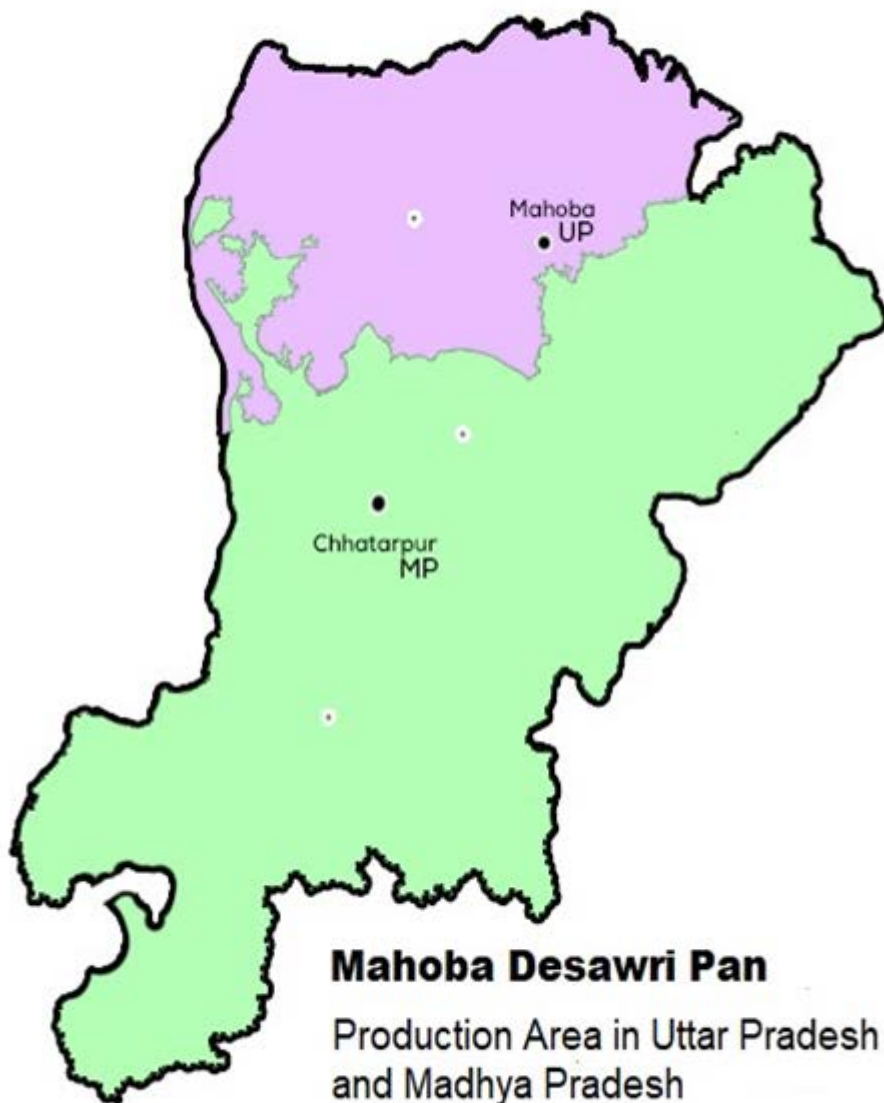 Mahoba
UP
Chhatarpur
MP
Mahoba Desawri Pan
Production Area in Uttar Pradesh
and Madhya Pradesh